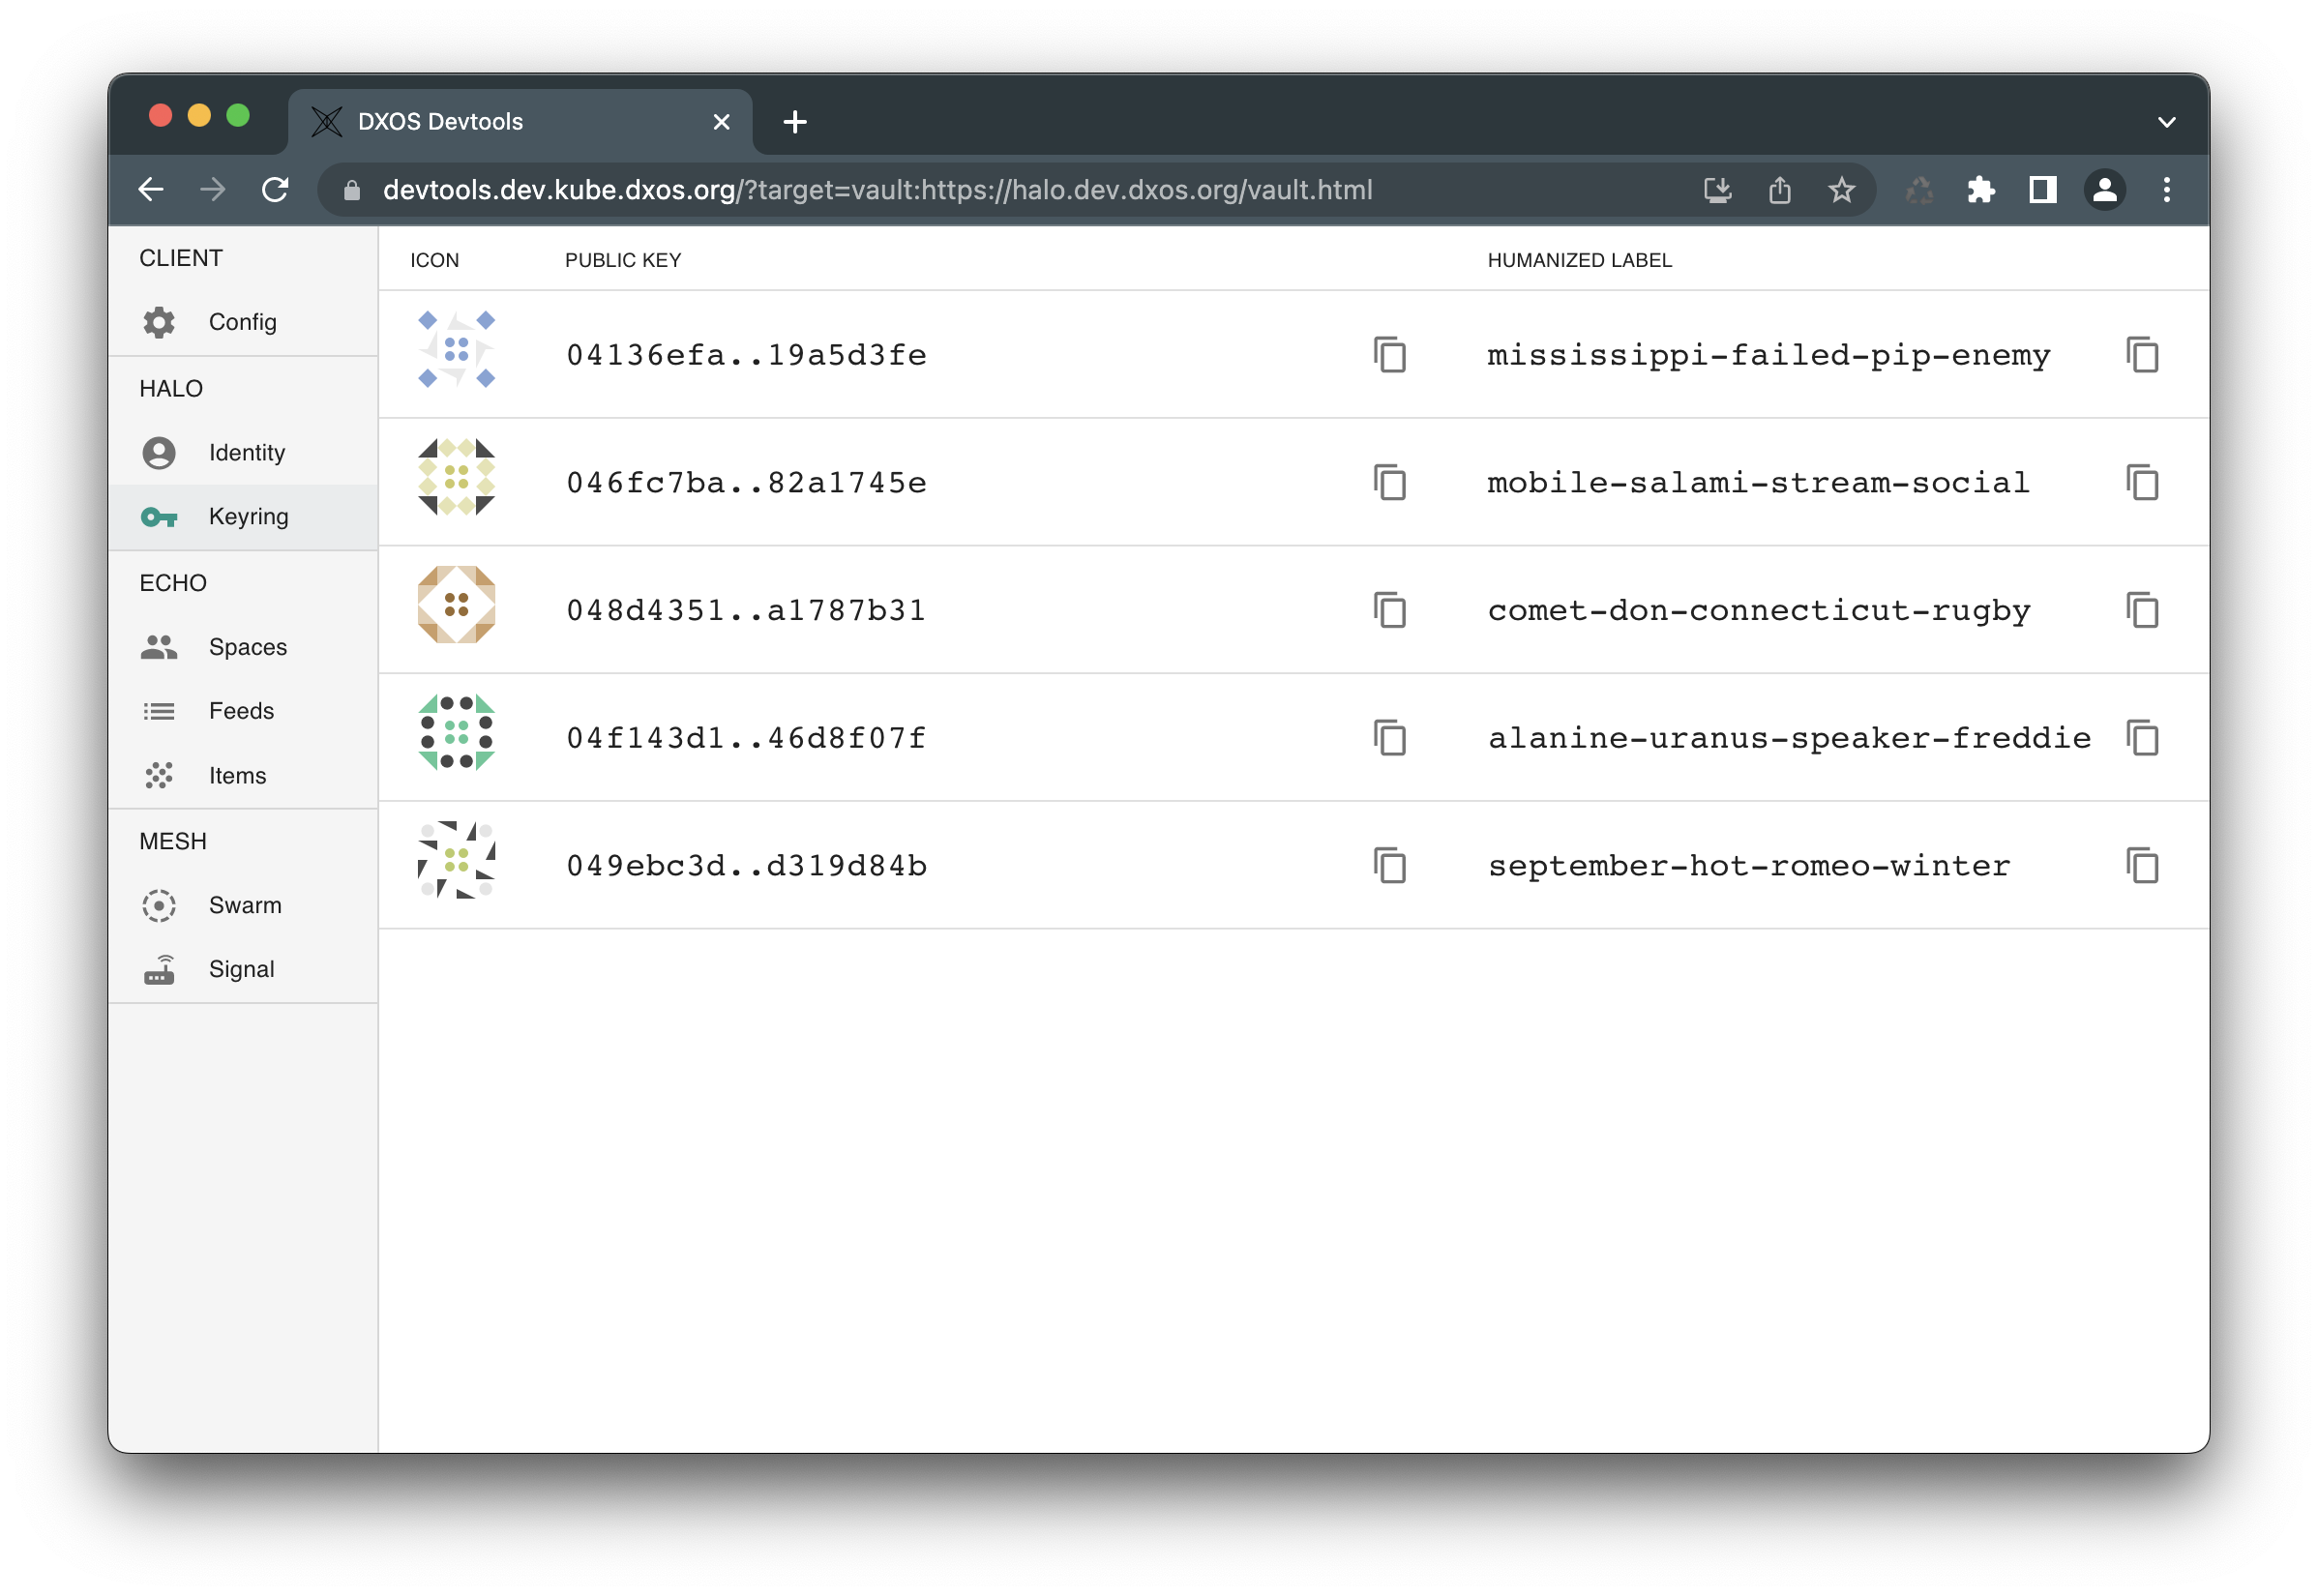 DXOS Devtools
devtools.dev.kube.dxos.org/?target=vault:https://halo.dev.dxos.org/vault.html
CLIENT
Config
HALO
Identity
Keyring
ECHO
Spaces
Feeds
Items
MESH
Swarm
Signal
ICON PUBLIC KEY HUMANIZED LABEL
04136efa..19a5d3fe mississippi-failed-pip-enemy
046fc7ba..82a1745e mobile-salami-stream-social
048d4351..a1787b31 comet-don-connecticut-rugby
04f143d1..46d8f07f alanine-uranus-speaker-freddie
049ebc3d..d319d84b september-hot-romeo-winter